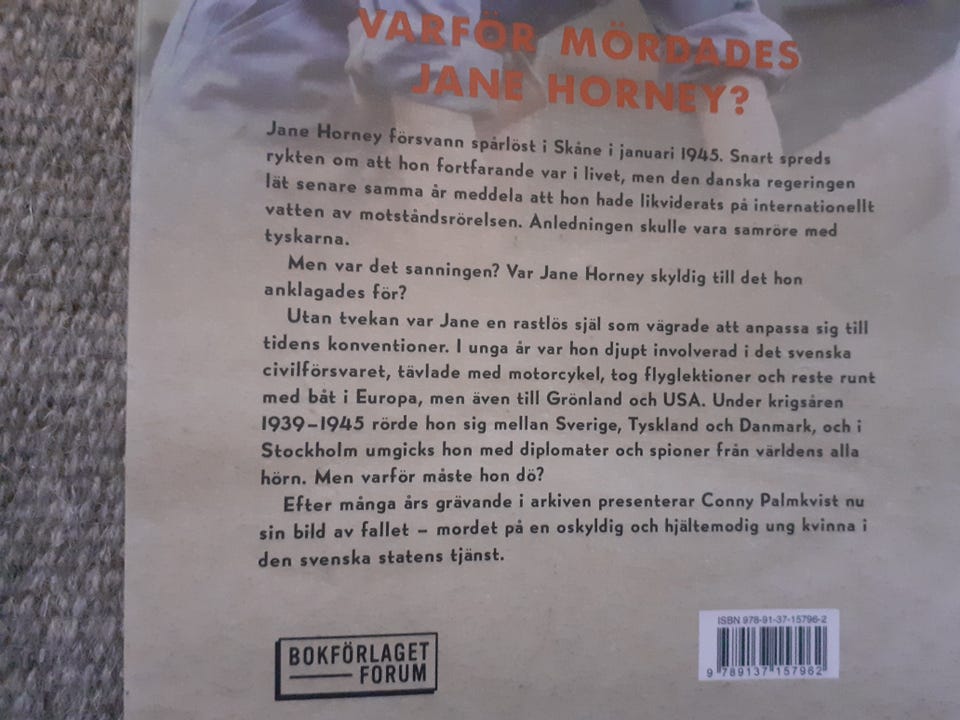 VARFÖR MÖRDADES
JANE HORNEY?
Jane Horney försvann spårlöst i Skåne i januari 1945. Snart spreds
rykten om att hon fortfarande var i livet, men den danska regeringen
lät senare samma år meddela att hon hade likviderats på internationellt
vatten av motståndsrörelsen. Anledningen skulle vara samröre med
tyskarna.
Men var det sanningen? Var Jane Horney skyldig till det hon
anklagades för?
Utan tvekan var Jane en rastlös själ som vägrade att anpassa sig till
tidens konventioner. I unga år var hon djupt involverad i det svenska
civilförsvaret, tävlade med motorcykel, tog flyglektioner och reste runt
med båt i Europa, men även till Grönland och USA. Under krigsåren
1939–1945 rörde hon sig mellan Sverige, Tyskland och Danmark, och i
Stockholm umgicks hon med diplomater och spioner från världens alla
hörn. Men varför måste hon dö?
Efter många års grävande i arkiven presenterar Conny Palmkvist nu
sin bild av fallet – mordet på en oskyldig och hjältemodig ung kvinna i
den svenska statens tjänst.
ISBN 978-91-37-15796-2
9 789137 157962
BOKFÖRLAGET
FORUM